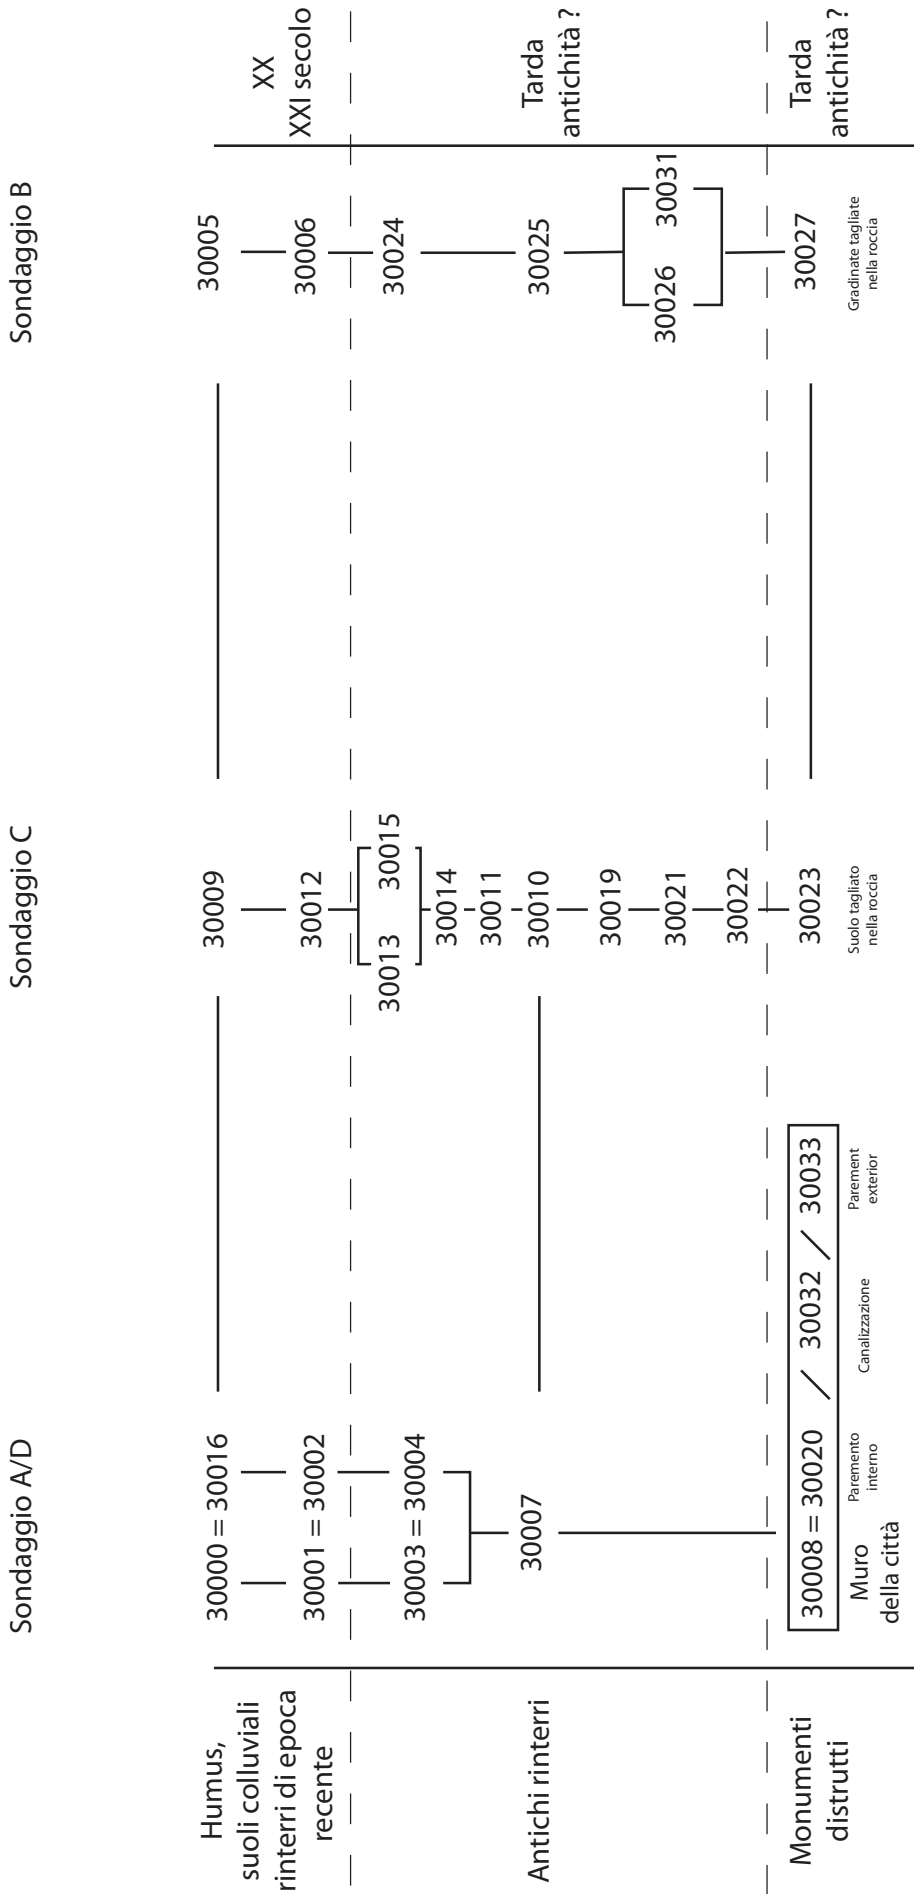 Sondaggio A/D
Sondaggio C
Sondaggio B
Humus,
suoli colluviali
rinterri di epoca
recente
30000 = 30016
30009
30005
XX
XXI secolo
30001 = 30002
30012
30006
Antichi rinterri
30003 = 30004
30013
30015
30024
Tarda
antichità ?
30014
30011
30007
30010
30025
30019
30021
30026
30031
30022
Monumenti
distrutti
30008 = 30020 / 30032 / 30033
30023
30027
Tarda
antichità ?
Muro
della città
Paremento
interno
Canalizzazione
Parement
exterior
Suolo tagliato
nella roccia
Gradinate tagliate
nella roccia